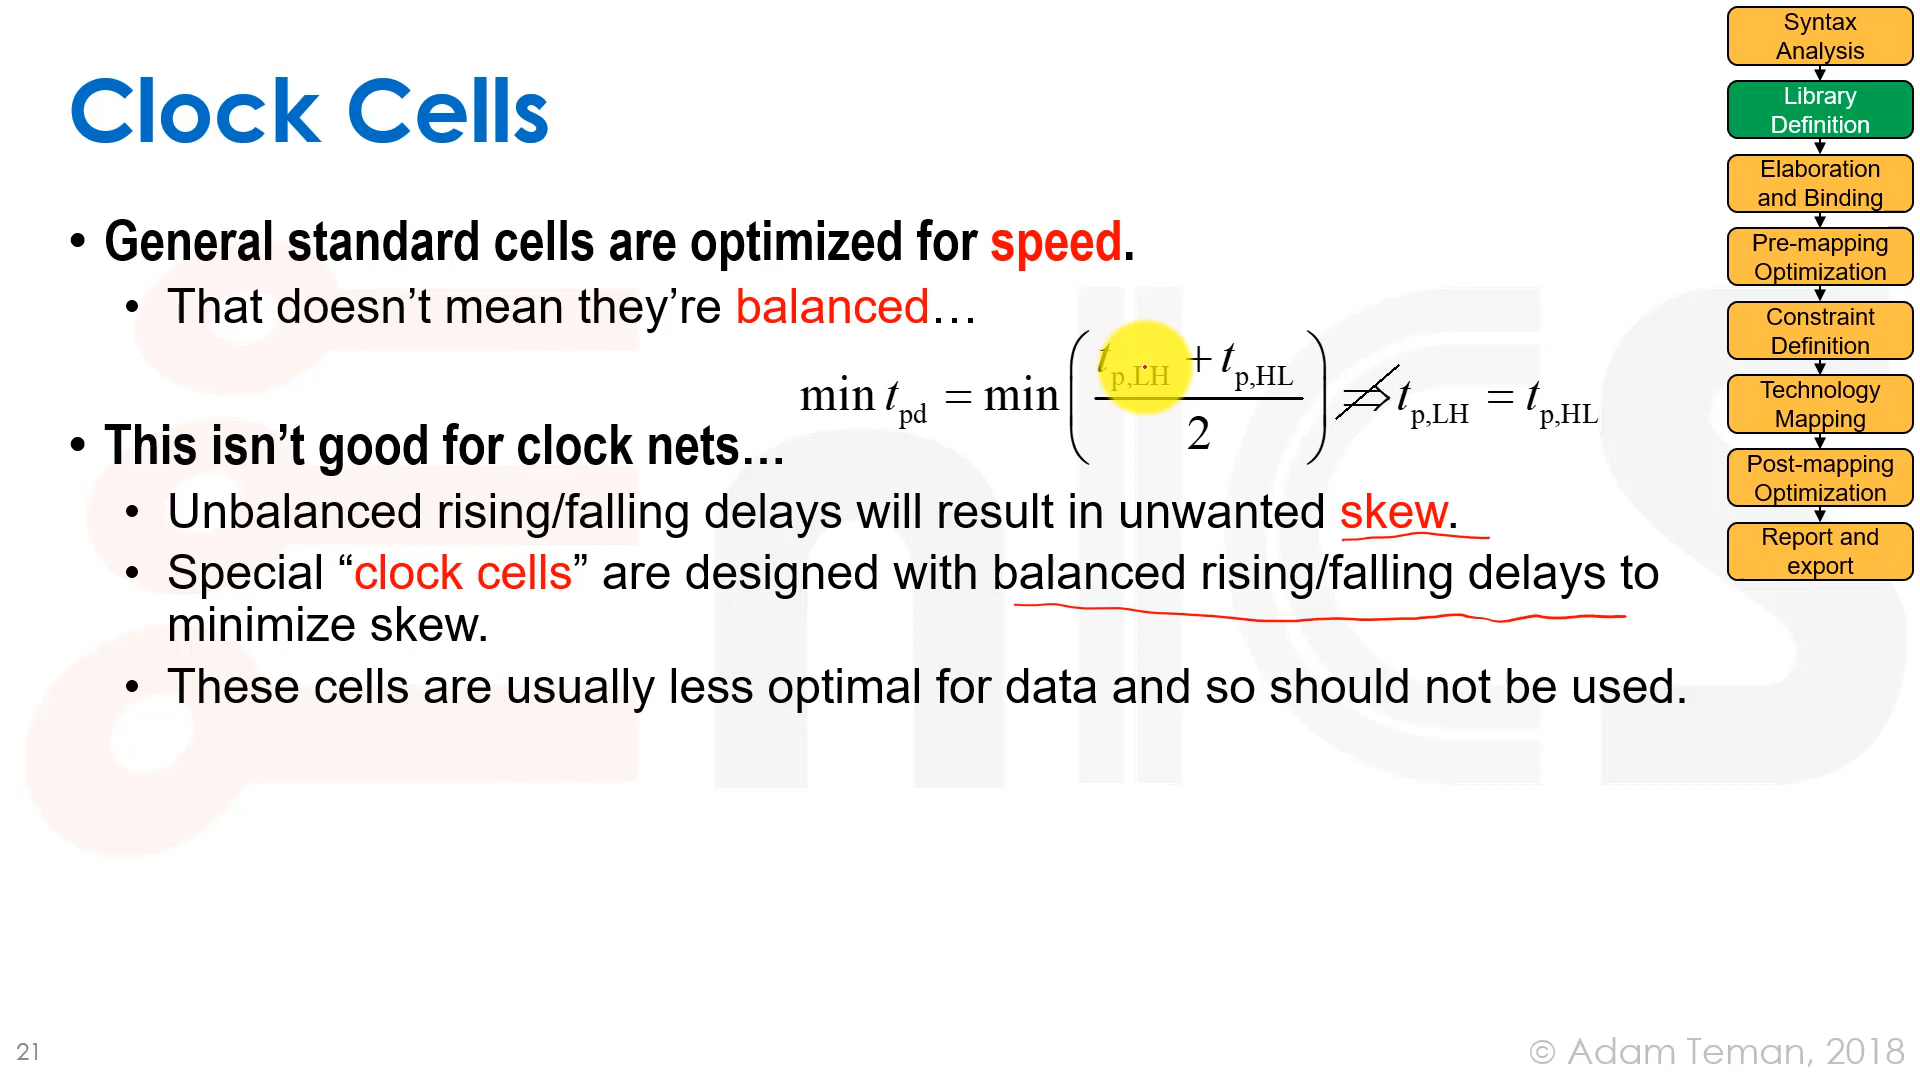 Clock Cells
• General standard cells are optimized for speed.
• That doesn’t mean they’re balanced…
min t_pd = min ( (t_p,LH + t_p,HL) / 2 ) ⇏ t_p,LH = t_p,HL
• This isn’t good for clock nets…
• Unbalanced rising/falling delays will result in unwanted skew.
• Special “clock cells” are designed with balanced rising/falling delays to
minimize skew.
• These cells are usually less optimal for data and so should not be used.
Syntax
Analysis
Library
Definition
Elaboration
and Binding
Pre-mapping
Optimization
Constraint
Definition
Technology
Mapping
Post-mapping
Optimization
Report and
export
EnICS
21
© Adam Teman, 2018